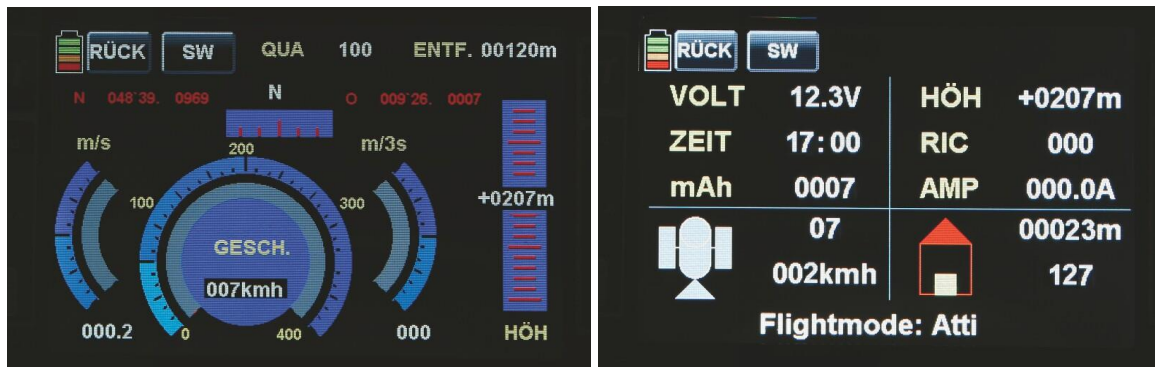 RÜCK SW QUA 100 ENTF. 00120m
N 048°39. 0969 N O 009°26. 0007
m/s 200 m/3s
100 300 +0207m
GESCH.
007kmh
000.2 0 400 000 HÖH
RÜCK SW
VOLT 12.3V HÖH +0207m
ZEIT 17:00 RIC 000
mAh 0007 AMP 000.0A
07 00023m
002kmh 127
Flightmode: Atti